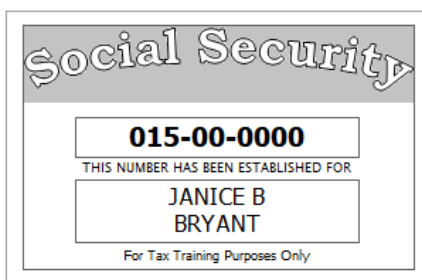 Social Security
015-00-0000
THIS NUMBER HAS BEEN ESTABLISHED FOR
JANICE B
BRYANT
For Tax Training Purposes Only